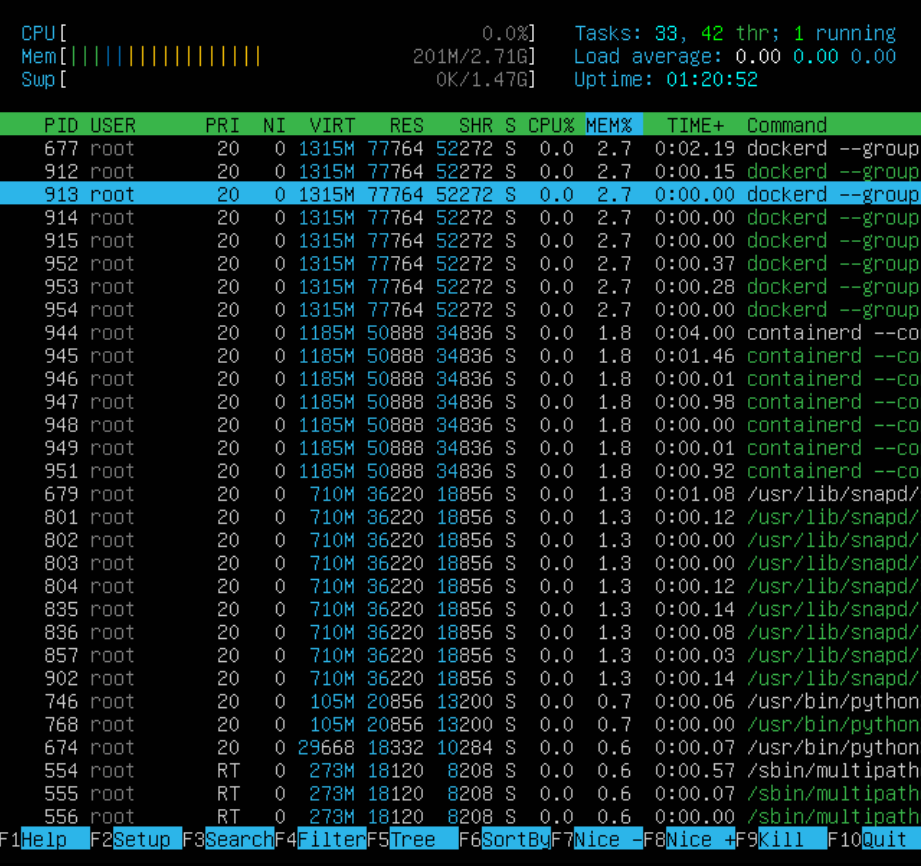 CPU[ 0.0%] Tasks: 33, 42 thr; 1 running
Mem[||||||||||||||||| 201M/2.71G] Load average: 0.00 0.00 0.00
Swp[ 0K/1.47G] Uptime: 01:20:52
PID USER PRI NI VIRT RES SHR S CPU% MEM% TIME+ Command
677 root 20 0 1315M 77764 52272 S 0.0 2.7 0:02.19 dockerd --group
912 root 20 0 1315M 77764 52272 S 0.0 2.7 0:00.15 dockerd --group
913 root 20 0 1315M 77764 52272 S 0.0 2.7 0:00.00 dockerd --group
914 root 20 0 1315M 77764 52272 S 0.0 2.7 0:00.00 dockerd --group
915 root 20 0 1315M 77764 52272 S 0.0 2.7 0:00.00 dockerd --group
952 root 20 0 1315M 77764 52272 S 0.0 2.7 0:00.37 dockerd --group
953 root 20 0 1315M 77764 52272 S 0.0 2.7 0:00.28 dockerd --group
954 root 20 0 1315M 77764 52272 S 0.0 2.7 0:00.00 dockerd --group
944 root 20 0 1185M 50888 34836 S 0.0 1.8 0:04.00 containerd --co
945 root 20 0 1185M 50888 34836 S 0.0 1.8 0:01.46 containerd --co
946 root 20 0 1185M 50888 34836 S 0.0 1.8 0:00.01 containerd --co
947 root 20 0 1185M 50888 34836 S 0.0 1.8 0:00.98 containerd --co
948 root 20 0 1185M 50888 34836 S 0.0 1.8 0:00.00 containerd --co
949 root 20 0 1185M 50888 34836 S 0.0 1.8 0:00.01 containerd --co
951 root 20 0 1185M 50888 34836 S 0.0 1.8 0:00.92 containerd --co
679 root 20 0 710M 36220 18856 S 0.0 1.3 0:01.08 /usr/lib/snapd/
801 root 20 0 710M 36220 18856 S 0.0 1.3 0:00.12 /usr/lib/snapd/
802 root 20 0 710M 36220 18856 S 0.0 1.3 0:00.00 /usr/lib/snapd/
803 root 20 0 710M 36220 18856 S 0.0 1.3 0:00.00 /usr/lib/snapd/
804 root 20 0 710M 36220 18856 S 0.0 1.3 0:00.12 /usr/lib/snapd/
835 root 20 0 710M 36220 18856 S 0.0 1.3 0:00.14 /usr/lib/snapd/
836 root 20 0 710M 36220 18856 S 0.0 1.3 0:00.08 /usr/lib/snapd/
857 root 20 0 710M 36220 18856 S 0.0 1.3 0:00.03 /usr/lib/snapd/
902 root 20 0 710M 36220 18856 S 0.0 1.3 0:00.14 /usr/lib/snapd/
746 root 20 0 105M 20856 13200 S 0.0 0.7 0:00.06 /usr/bin/python
768 root 20 0 105M 20856 13200 S 0.0 0.7 0:00.00 /usr/bin/python
674 root 20 0 29668 18332 10284 S 0.0 0.6 0:00.07 /usr/bin/python
554 root RT 0 273M 18120 8208 S 0.0 0.6 0:00.57 /sbin/multipath
555 root RT 0 273M 18120 8208 S 0.0 0.6 0:00.07 /sbin/multipath
556 root RT 0 273M 18120 8208 S 0.0 0.6 0:00.00 /sbin/multipath
F1Help F2Setup F3SearchF4FilterF5Tree F6SortByF7Nice -F8Nice +F9Kill F10Quit